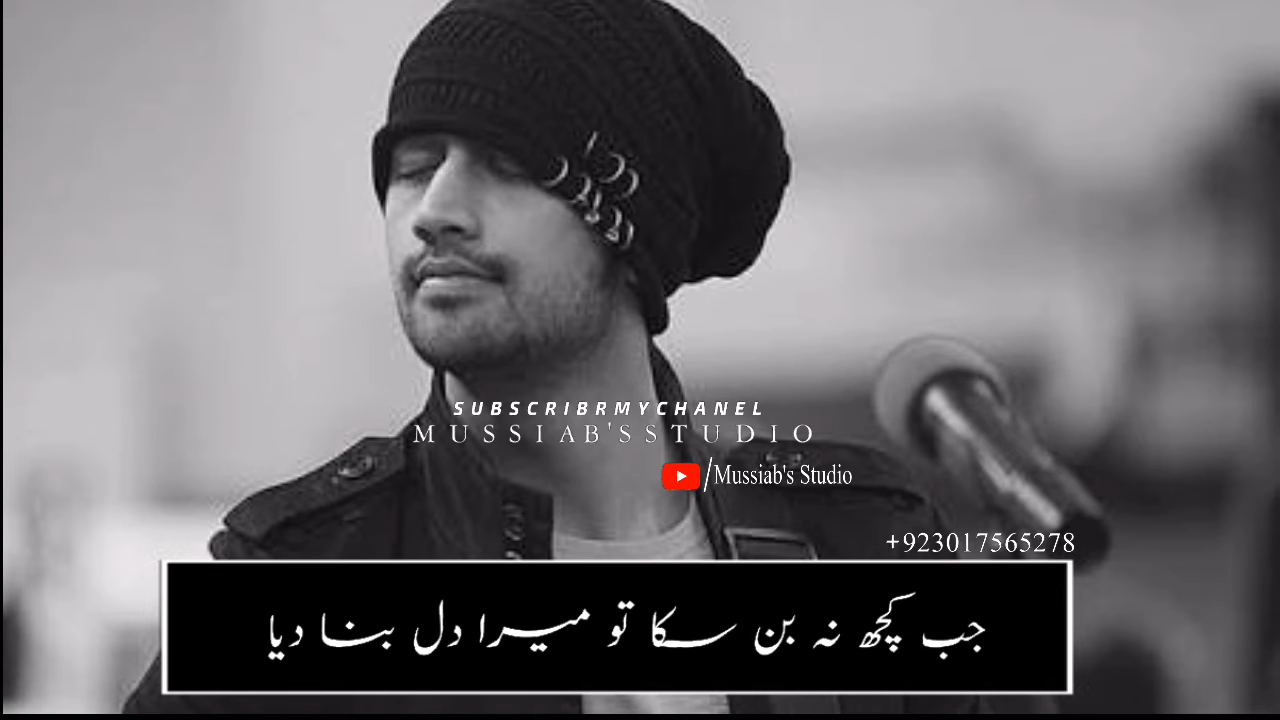 SUBSCRIBRMYCHANEL
MUSSIAB'SSTUDIO
/Mussiab's Studio
+923017565278
جب کچھ نہ بن سکا تو میرا دل بنا دیا